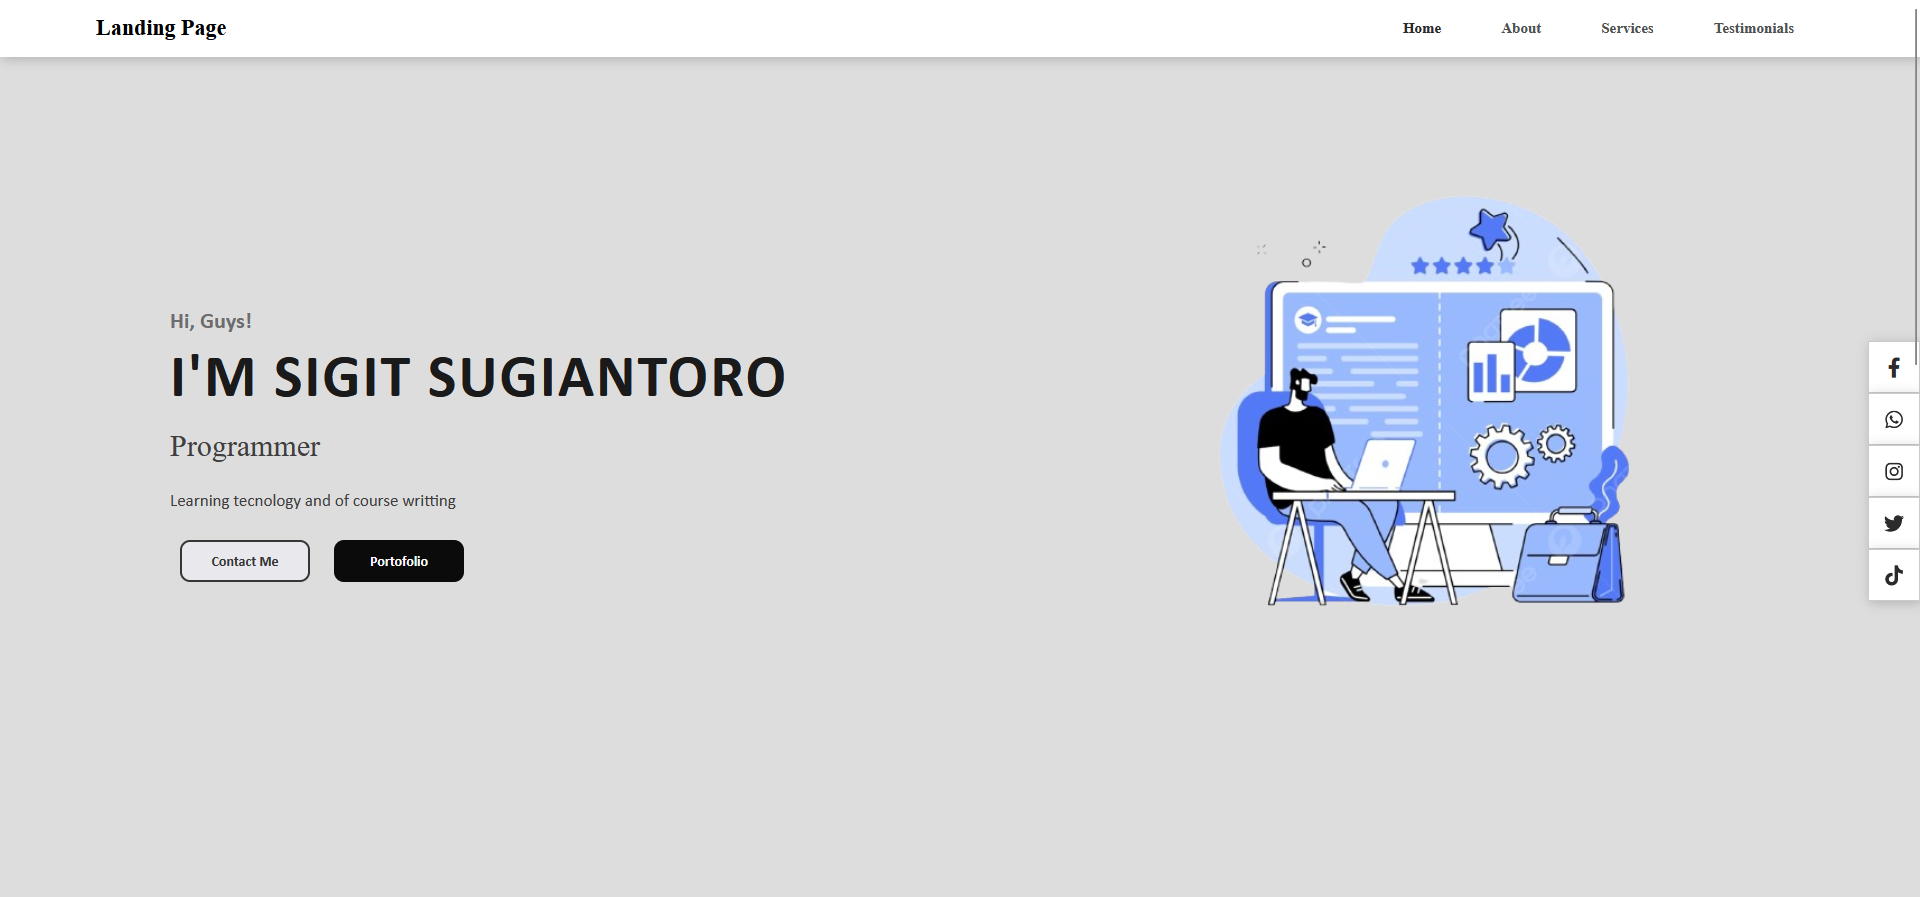 Landing Page
Home
About
Services
Testimonials
Hi, Guys!
I'M SIGIT SUGIANTORO
Programmer
Learning tecnology and of course writting
Contact Me
Portofolio